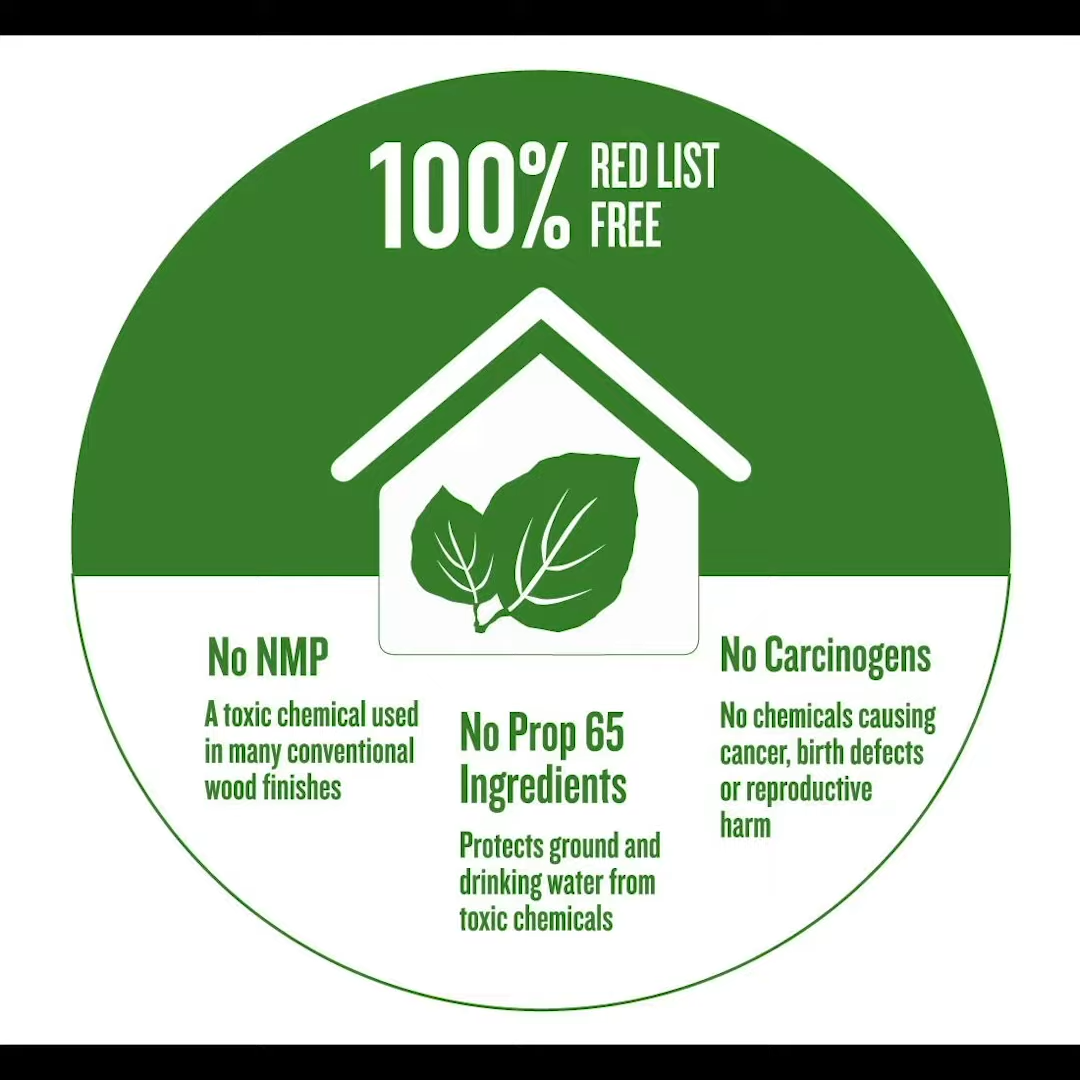 100% RED LIST
FREE
No NMP
A toxic chemical used
in many conventional
wood finishes
No Prop 65
Ingredients
Protects ground and
drinking water from
toxic chemicals
No Carcinogens
No chemicals causing
cancer, birth defects
or reproductive
harm